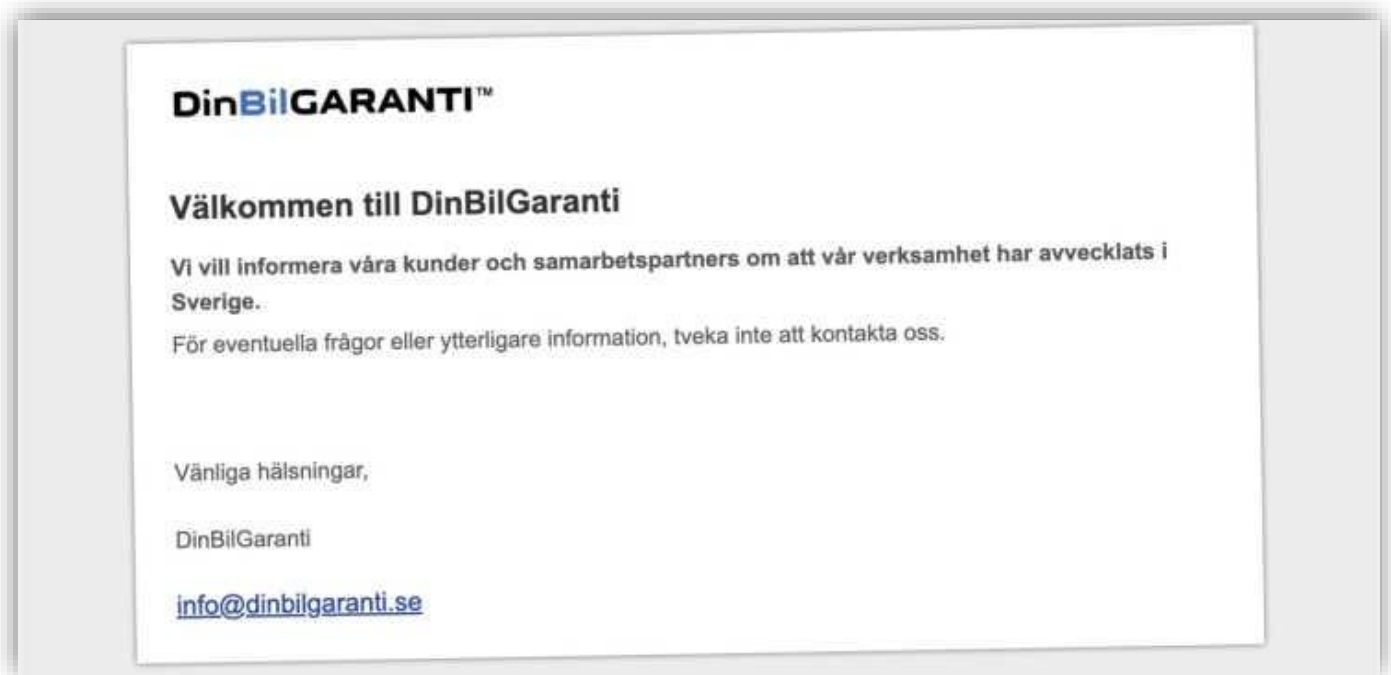 DinBilGARANTI™
Välkommen till DinBilGaranti
Vi vill informera våra kunder och samarbetspartners om att vår verksamhet har avvecklats i
Sverige.
För eventuella frågor eller ytterligare information, tveka inte att kontakta oss.
Vänliga hälsningar,
DinBilGaranti
info@dinbilgaranti.se